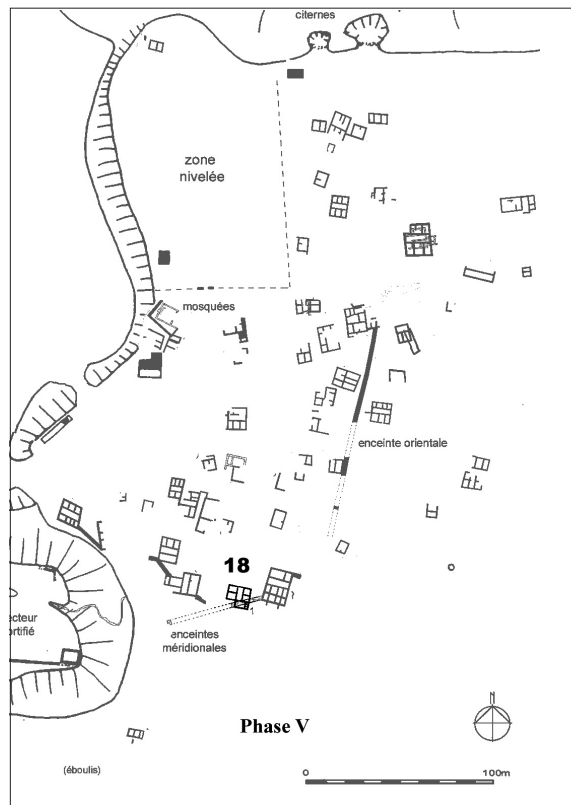 citernes
zone
nivelée
mosquées
enceinte orientale
18
enceintes
méridionales
ecteur
ortifié
N
Phase V
(éboulis)
0 100m